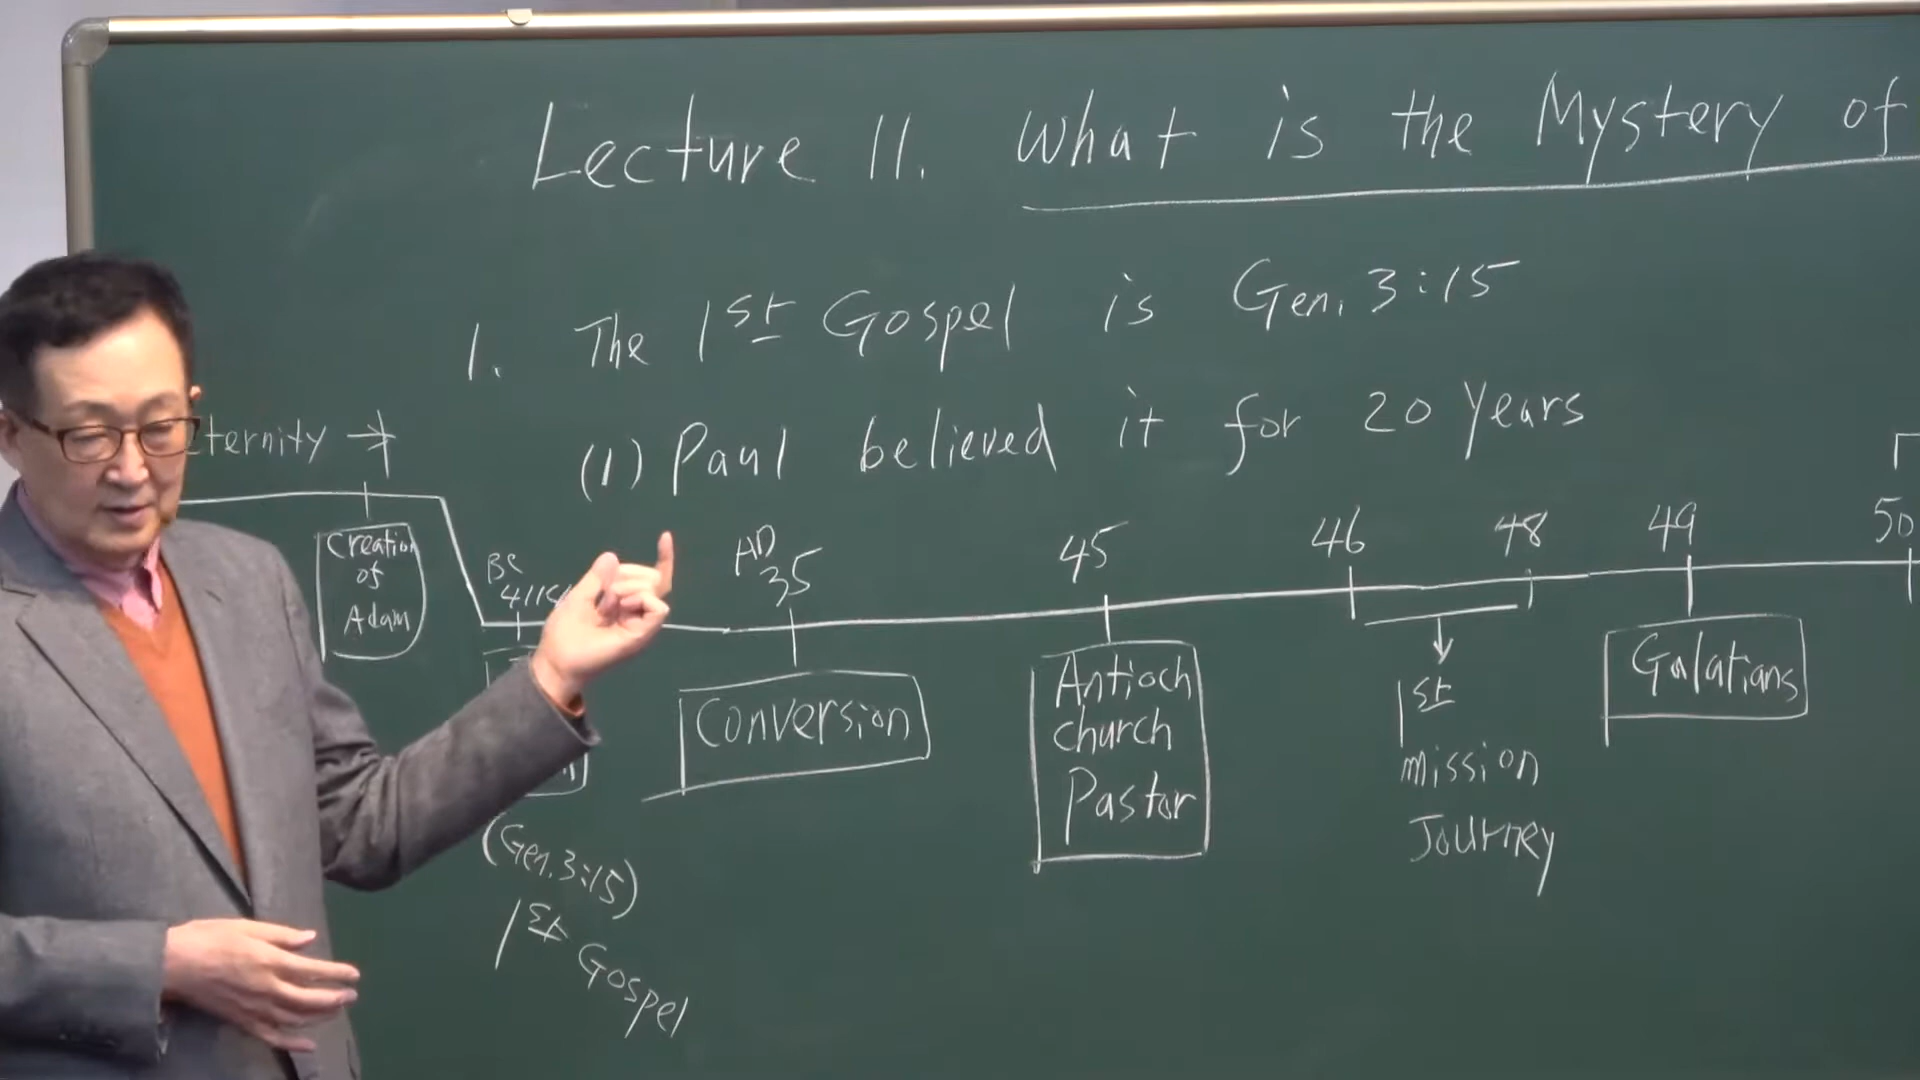 Lecture 11. What is the Mystery of
1. The 1st Gospel is Gen. 3:15
(1) Paul believed it for 20 years
ternity →
Creation
of
Adam
BC
AD
35
45
46
48
49
50
Conversion
Antioch
church
Pastor
1st
mission
Journey
Galatians
(Gen. 3:15)
1st Gospel